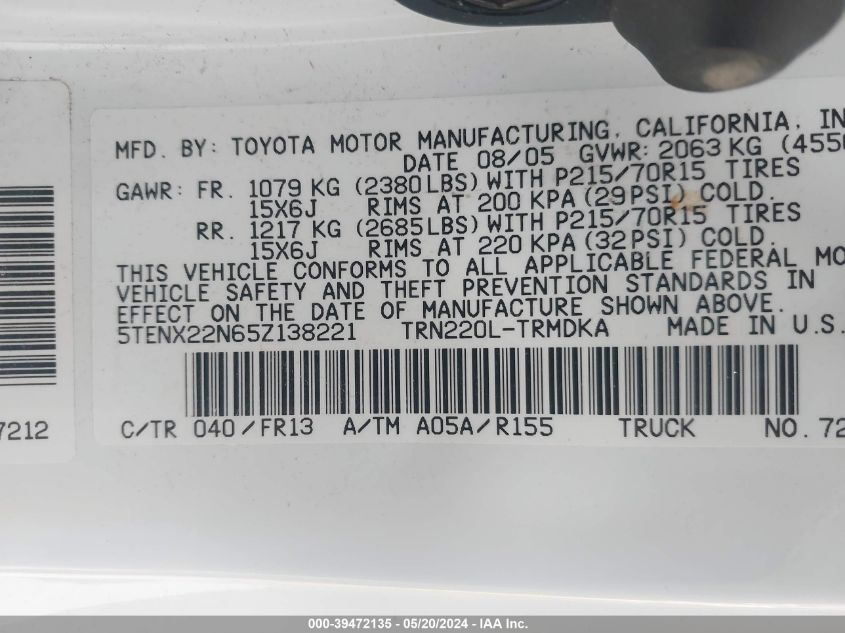 MFD. BY: TOYOTA MOTOR MANUFACTURING, CALIFORNIA, IN
DATE 08/05 GVWR: 2063 KG (4550
GAWR: FR. 1079 KG (2380 LBS) WITH P215/70R15 TIRES
15X6J RIMS AT 200 KPA (29 PSI) COLD.
RR. 1217 KG (2685 LBS) WITH P215/70R15 TIRES
15X6J RIMS AT 220 KPA (32 PSI) COLD.
THIS VEHICLE CONFORMS TO ALL APPLICABLE FEDERAL MO
VEHICLE SAFETY AND THEFT PREVENTION STANDARDS IN
EFFECT ON THE DATE OF MANUFACTURE SHOWN ABOVE.
5TENX22N65Z138221 TRN220L-TRMDKA MADE IN U.S.
C/TR 040/FR13 A/TM A05A/R155 TRUCK NO. 72
7212
000-39472135 - 05/20/2024 - IAA Inc.